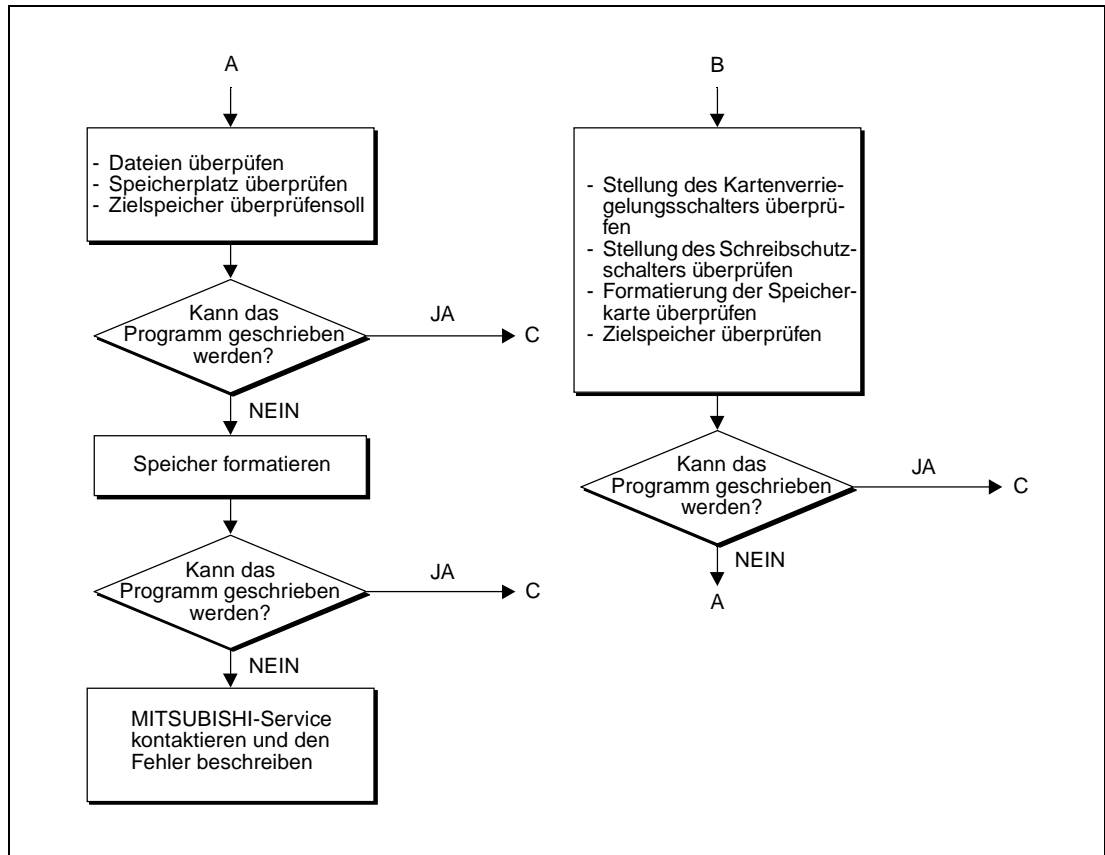 A
- Dateien überpüfen
- Speicherplatz überprüfen
- Zielspeicher überprüfensoll
Kann das
Programm geschrieben
werden?
JA
C
NEIN
Speicher formatieren
Kann das
Programm geschrieben
werden?
JA
C
NEIN
MITSUBISHI-Service
kontaktieren und den
Fehler beschreiben
B
- Stellung des Kartenverrie-
gelungsschalters überprü-
fen
- Stellung des Schreibschutz-
schalters überprüfen
- Formatierung der Speicher-
karte überprüfen
- Zielspeicher überprüfen
Kann das
Programm geschrieben
werden?
JA
C
NEIN
A